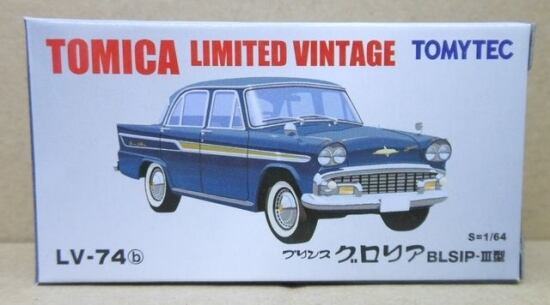 TOMICA LIMITED VINTAGE TOMYTEC
S=1/64
LV-74ⓑ プリンス グロリア BLSIP-III型